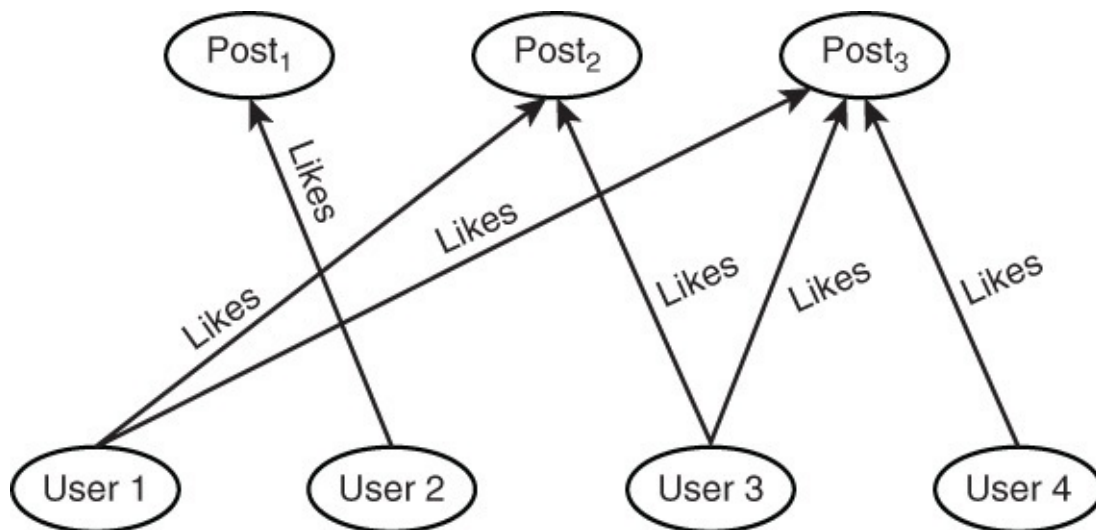 Post₁ Post₂ Post₃
Likes
Likes
Likes
Likes
Likes
Likes
User 1 User 2 User 3 User 4